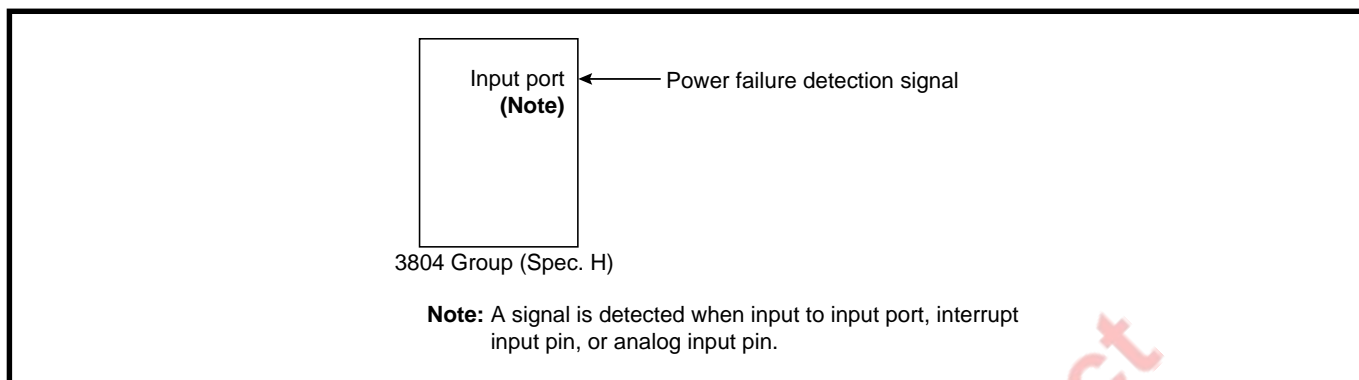 Input port
(Note)
Power failure detection signal
3804 Group (Spec. H)
Note: A signal is detected when input to input port, interrupt
input pin, or analog input pin.
ct